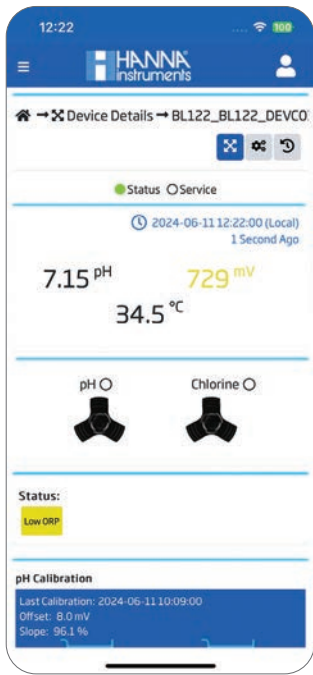 12:22
100
HANNA
instruments
Device Details → BL122_BL122_DEVCO
Status Service
2024-06-11 12:22:00 (Local)
1 Second Ago
7.15 pH 729 mV
34.5 °C
pH Chlorine
Status:
Low ORP
pH Calibration
Last Calibration: 2024-06-11 10:09:00
Offset: 8.0 mV
Slope: 96.1 %